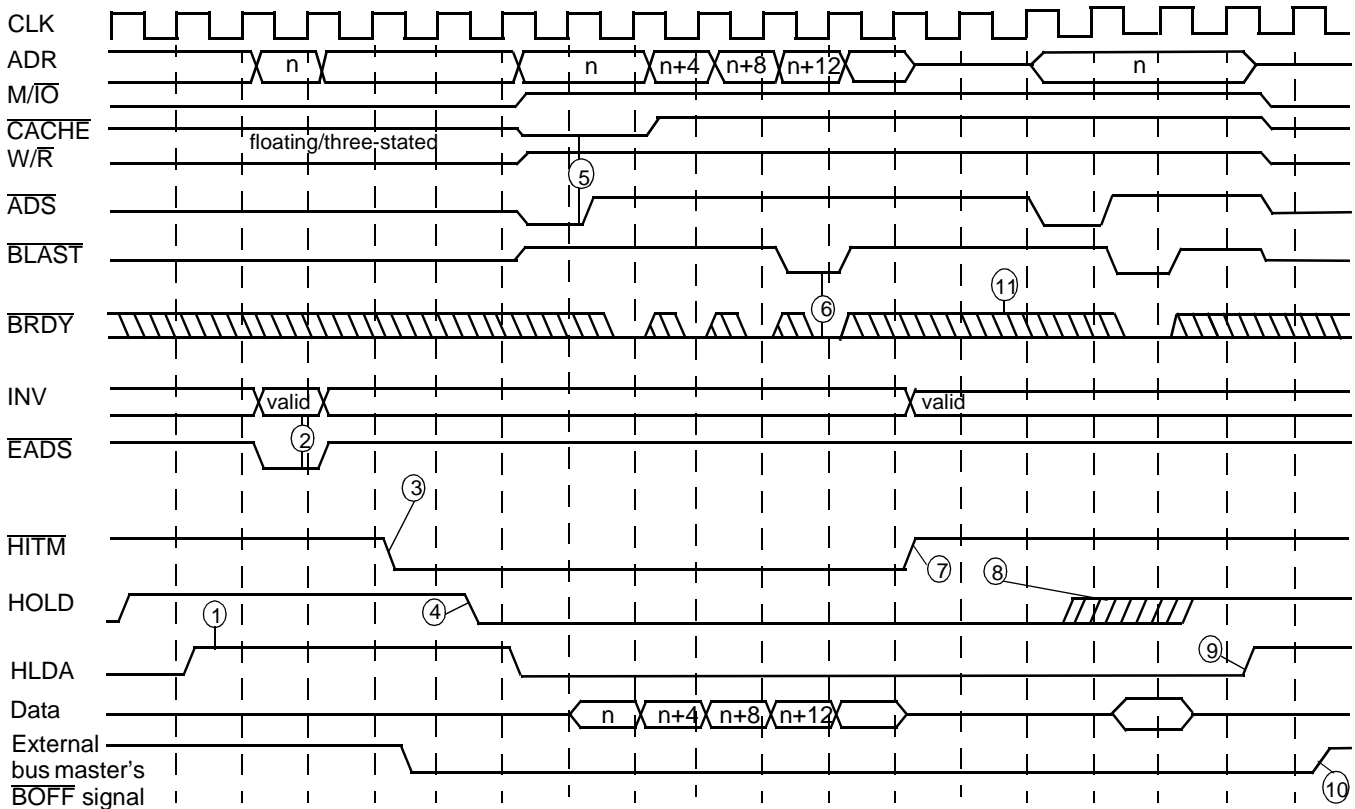 CLK
ADR n n n+4 n+8 n+12 n
M/IO
CACHE
floating/three-stated
W/R
5
ADS
BLAST
11
6
BRDY
INV valid valid
2
EADS
3
HITM
7
8
HOLD 4
1
9
HLDA
Data n n+4 n+8 n+12
External
bus master's
10
BOFF signal